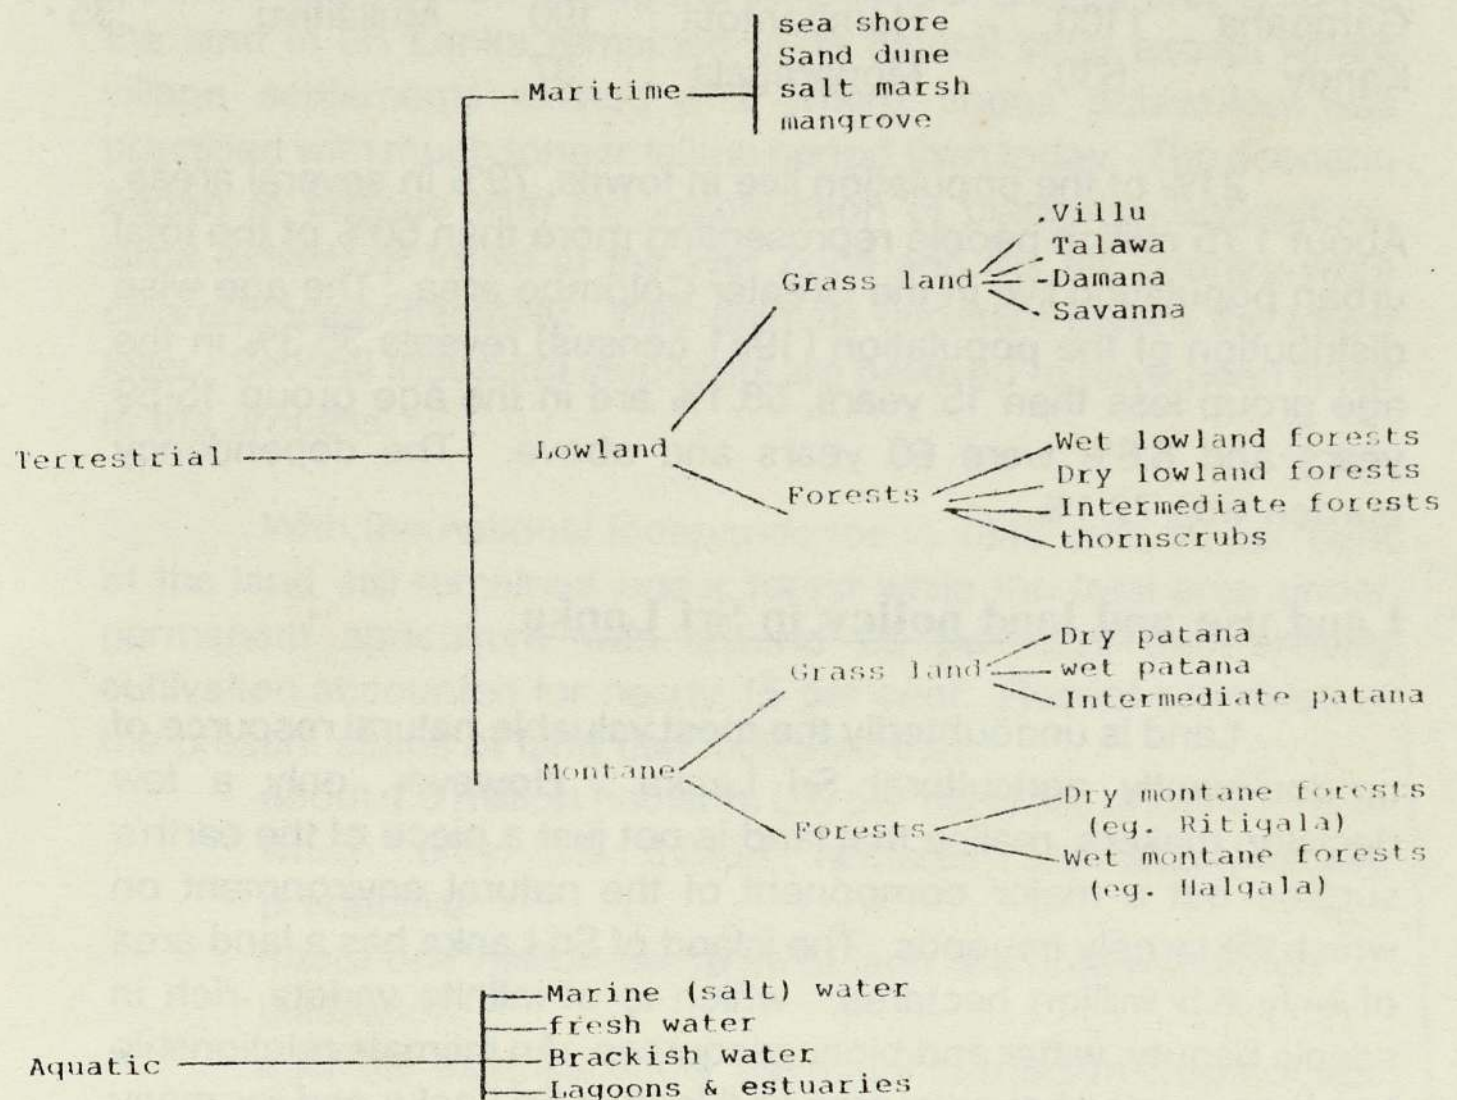 sea shore
Sand dune
Maritime
salt marsh
mangrove
Villu
Talawa
Grass land
-Damana
Savanna
Terrestrial
Lowland
Wet lowland forests
Dry lowland forests
Forests
Intermediate forests
thornscrubs
Dry patana
Grass land
wet patana
Intermediate patana
Montane
Dry montane forests
(eg. Ritigala)
Forests
Wet montane forests
(eg. Halgala)
Marine (salt) water
fresh water
Aquatic
Brackish water
Lagoons & estuaries